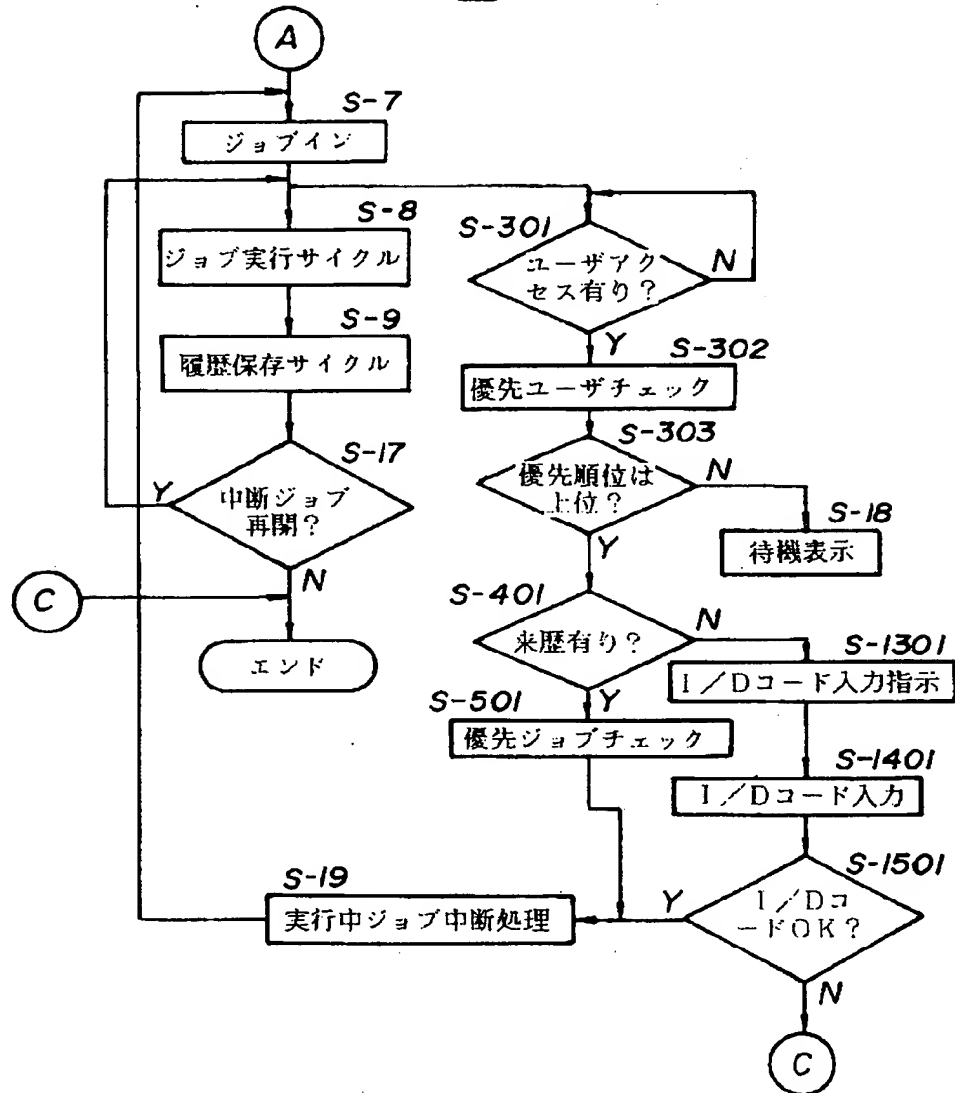 A
S-7
ジョブイン
S-8
ジョブ実行サイクル
S-9
履歴保存サイクル
S-17
Y
中断ジョブ
再開?
N
C
エンド
S-301
ユーザアク
セス有り?
N
Y
S-302
優先ユーザチェック
S-303
優先順位は
上位?
N
Y
S-18
待機表示
S-401
来歴有り?
N
Y
S-501
優先ジョブチェック
S-1301
I/Dコード入力指示
S-1401
I/Dコード入力
S-1501
I/Dコ
ードOK?
Y
N
S-19
実行中ジョブ中断処理
C